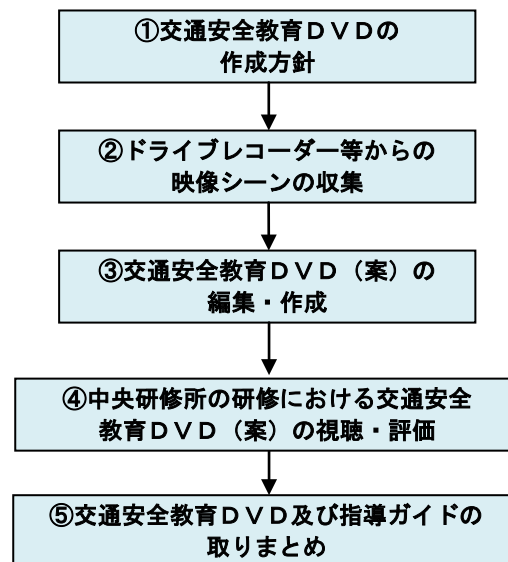 ①交通安全教育ＤＶＤの
作成方針
②ドライブレコーダー等からの
映像シーンの収集
③交通安全教育ＤＶＤ（案）の
編集・作成
④中央研修所の研修における交通安全
教育ＤＶＤ（案）の視聴・評価
⑤交通安全教育ＤＶＤ及び指導ガイドの
取りまとめ